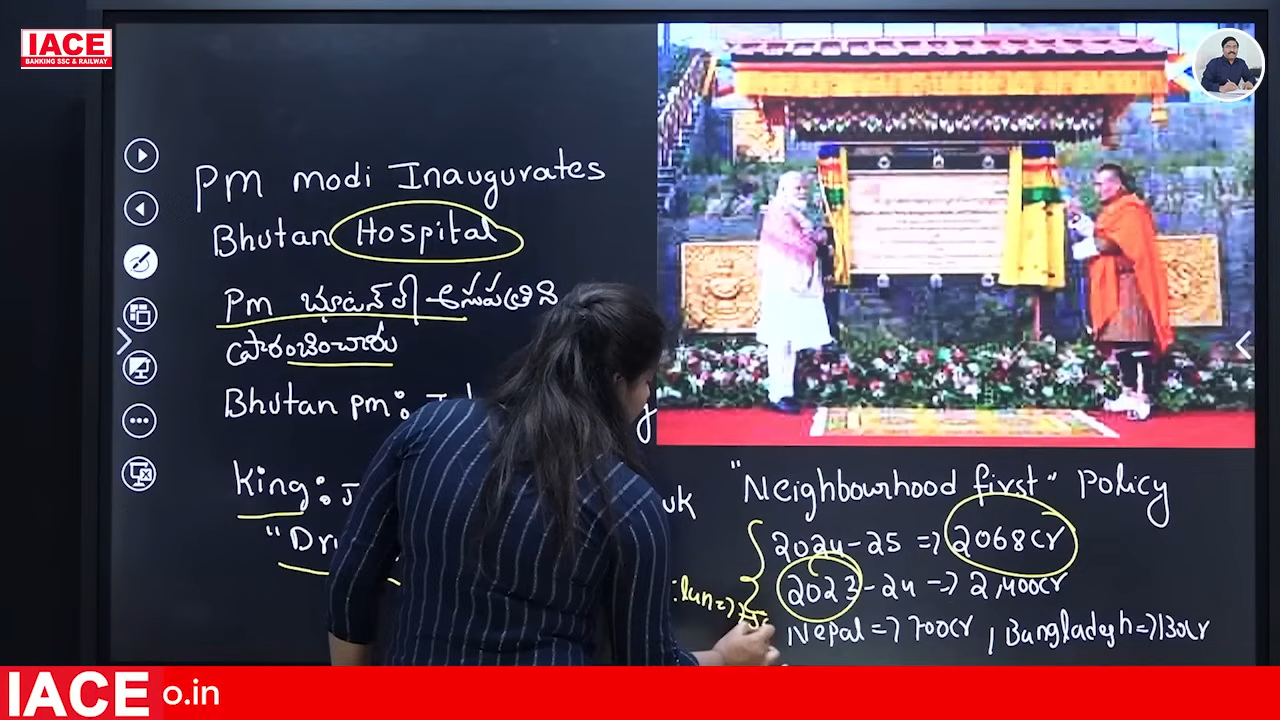 IACE
BANKING SSC & RAILWAY
PM modi Inaugurates
Bhutan Hospital
Pm భూటాన్ లో ఆసుపత్రిని
ప్రారంభించారు
Bhutan pm:
King: J
uk
"Dr
"Neighbourhood first" Policy
2024-25 => 2068cr
2023-24 -> 2,400cr
Nepal => 700cr , Bangladesh => 130cr
IACE o.in